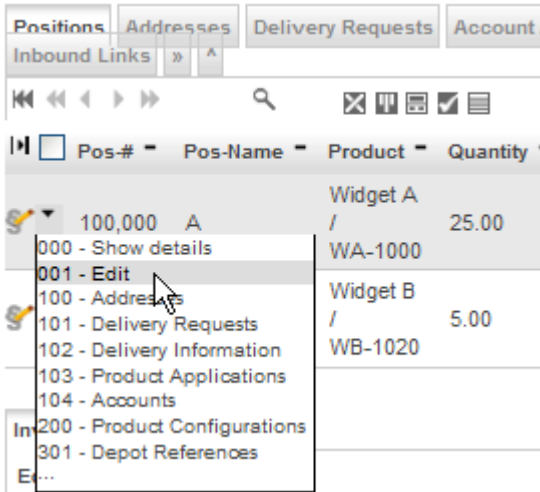 Positions Addresses Delivery Requests Account
Inbound Links » ^
Pos-# Pos-Name Product Quantity
100,000 A Widget A / WA-1000 25.00
000 - Show details
001 - Edit
100 - Addresses
101 - Delivery Requests
102 - Delivery Information
103 - Product Applications
104 - Accounts
200 - Product Configurations
301 - Depot References
...
Widget B
/
WB-1020
5.00